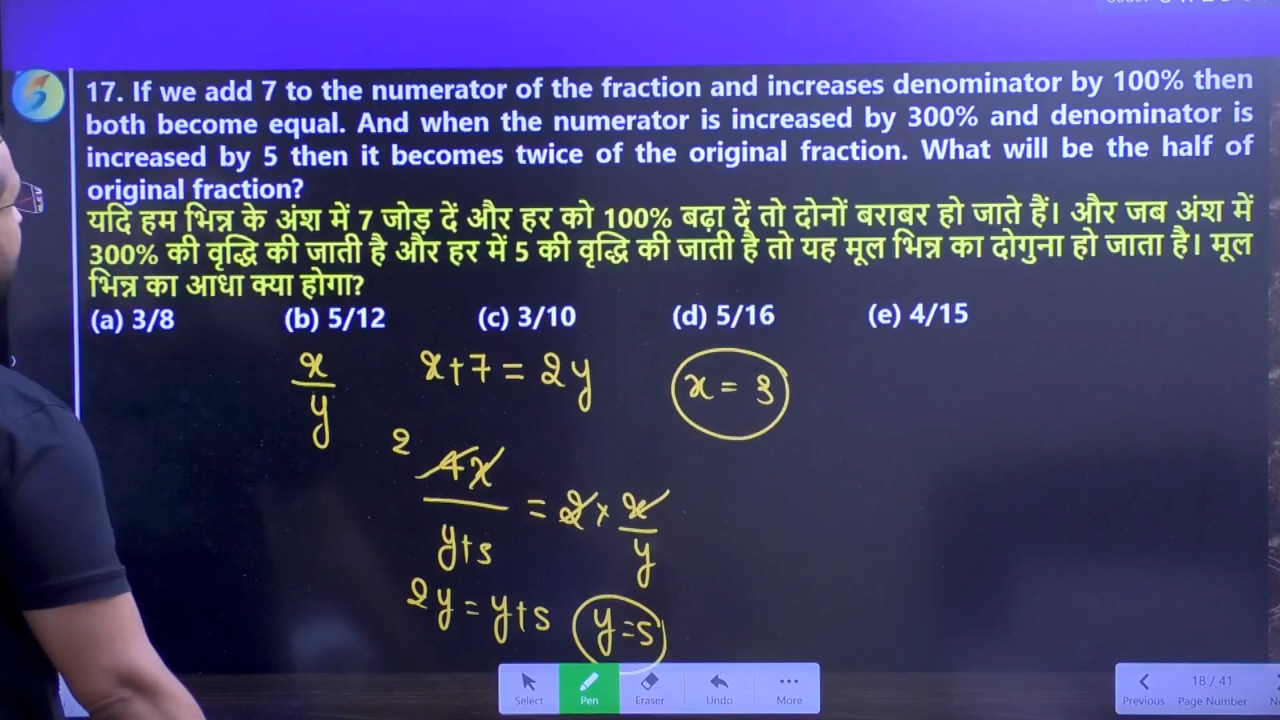 17. If we add 7 to the numerator of the fraction and increases denominator by 100% then
both become equal. And when the numerator is increased by 300% and denominator is
increased by 5 then it becomes twice of the original fraction. What will be the half of
original fraction?
यदि हम भिन्न के अंश में 7 जोड़ दें और हर को 100% बढ़ा दें तो दोनों बराबर हो जाते हैं। और जब अंश में
300% की वृद्धि की जाती है और हर में 5 की वृद्धि की जाती है तो यह मूल भिन्न का दोगुना हो जाता है। मूल
भिन्न का आधा क्या होगा?
(a) 3/8 (b) 5/12 (c) 3/10 (d) 5/16 (e) 4/15
x/y x+7 = 2y x = 3
2
4x/y+5 = 2 × x/y
2y = y+5 y=5
Select Pen Eraser Undo More
Previous 18 / 41 Page Number